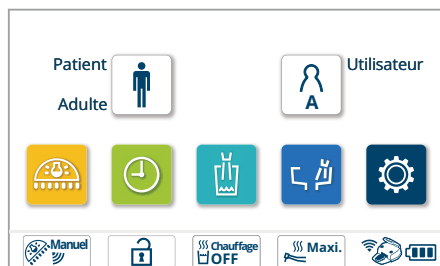 Patient
Utilisateur
Adulte
A
Manuel
Chauffage
OFF
Maxi.